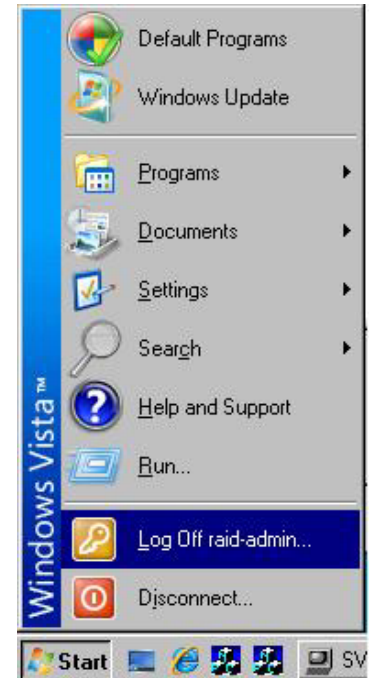 Default Programs
Windows Update
Programs
Documents
Settings
Search
Help and Support
Run...
Log Off raid-admin...
Disconnect...
Windows Vista™
Start
SV